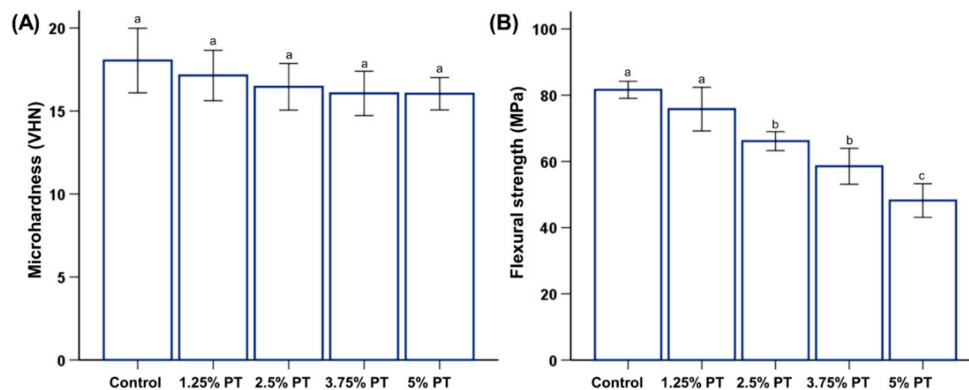 (A)
Microhardness (VHN)
20
15
10
5
0
a
a
a
a
a
Control
1.25% PT
2.5% PT
3.75% PT
5% PT
(B)
Flexural strength (MPa)
100
80
60
40
20
0
a
a
b
b
c
Control
1.25% PT
2.5% PT
3.75% PT
5% PT